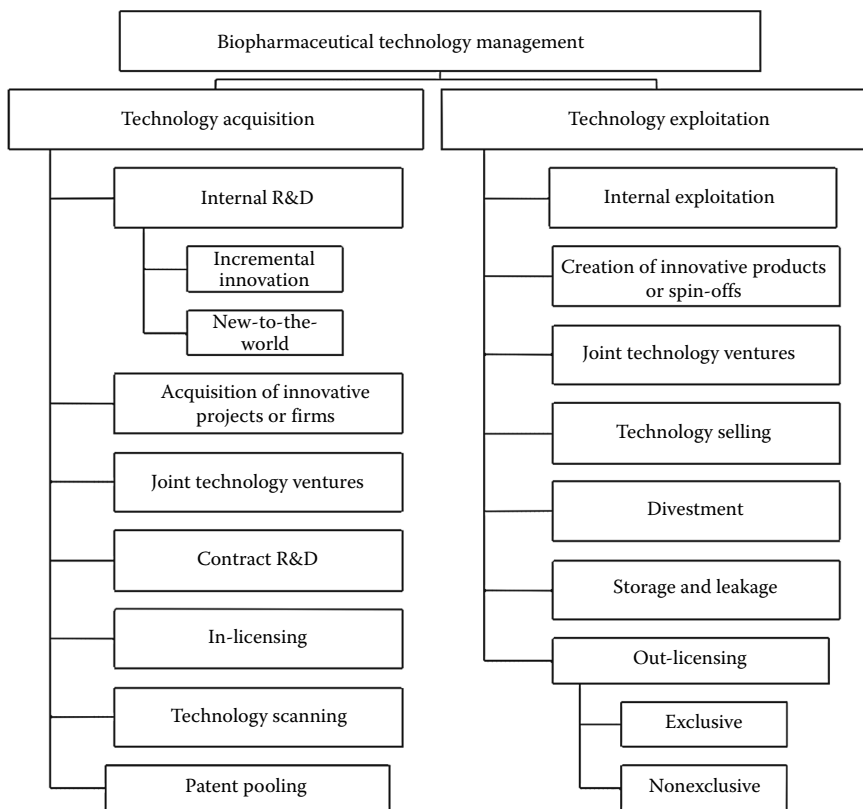 Biopharmaceutical technology management
Technology acquisition
Internal R&D
Incremental
innovation
New-to-the-
world
Acquisition of innovative
projects or firms
Joint technology ventures
Contract R&D
In-licensing
Technology scanning
Patent pooling
Technology exploitation
Internal exploitation
Creation of innovative products
or spin-offs
Joint technology ventures
Technology selling
Divestment
Storage and leakage
Out-licensing
Exclusive
Nonexclusive